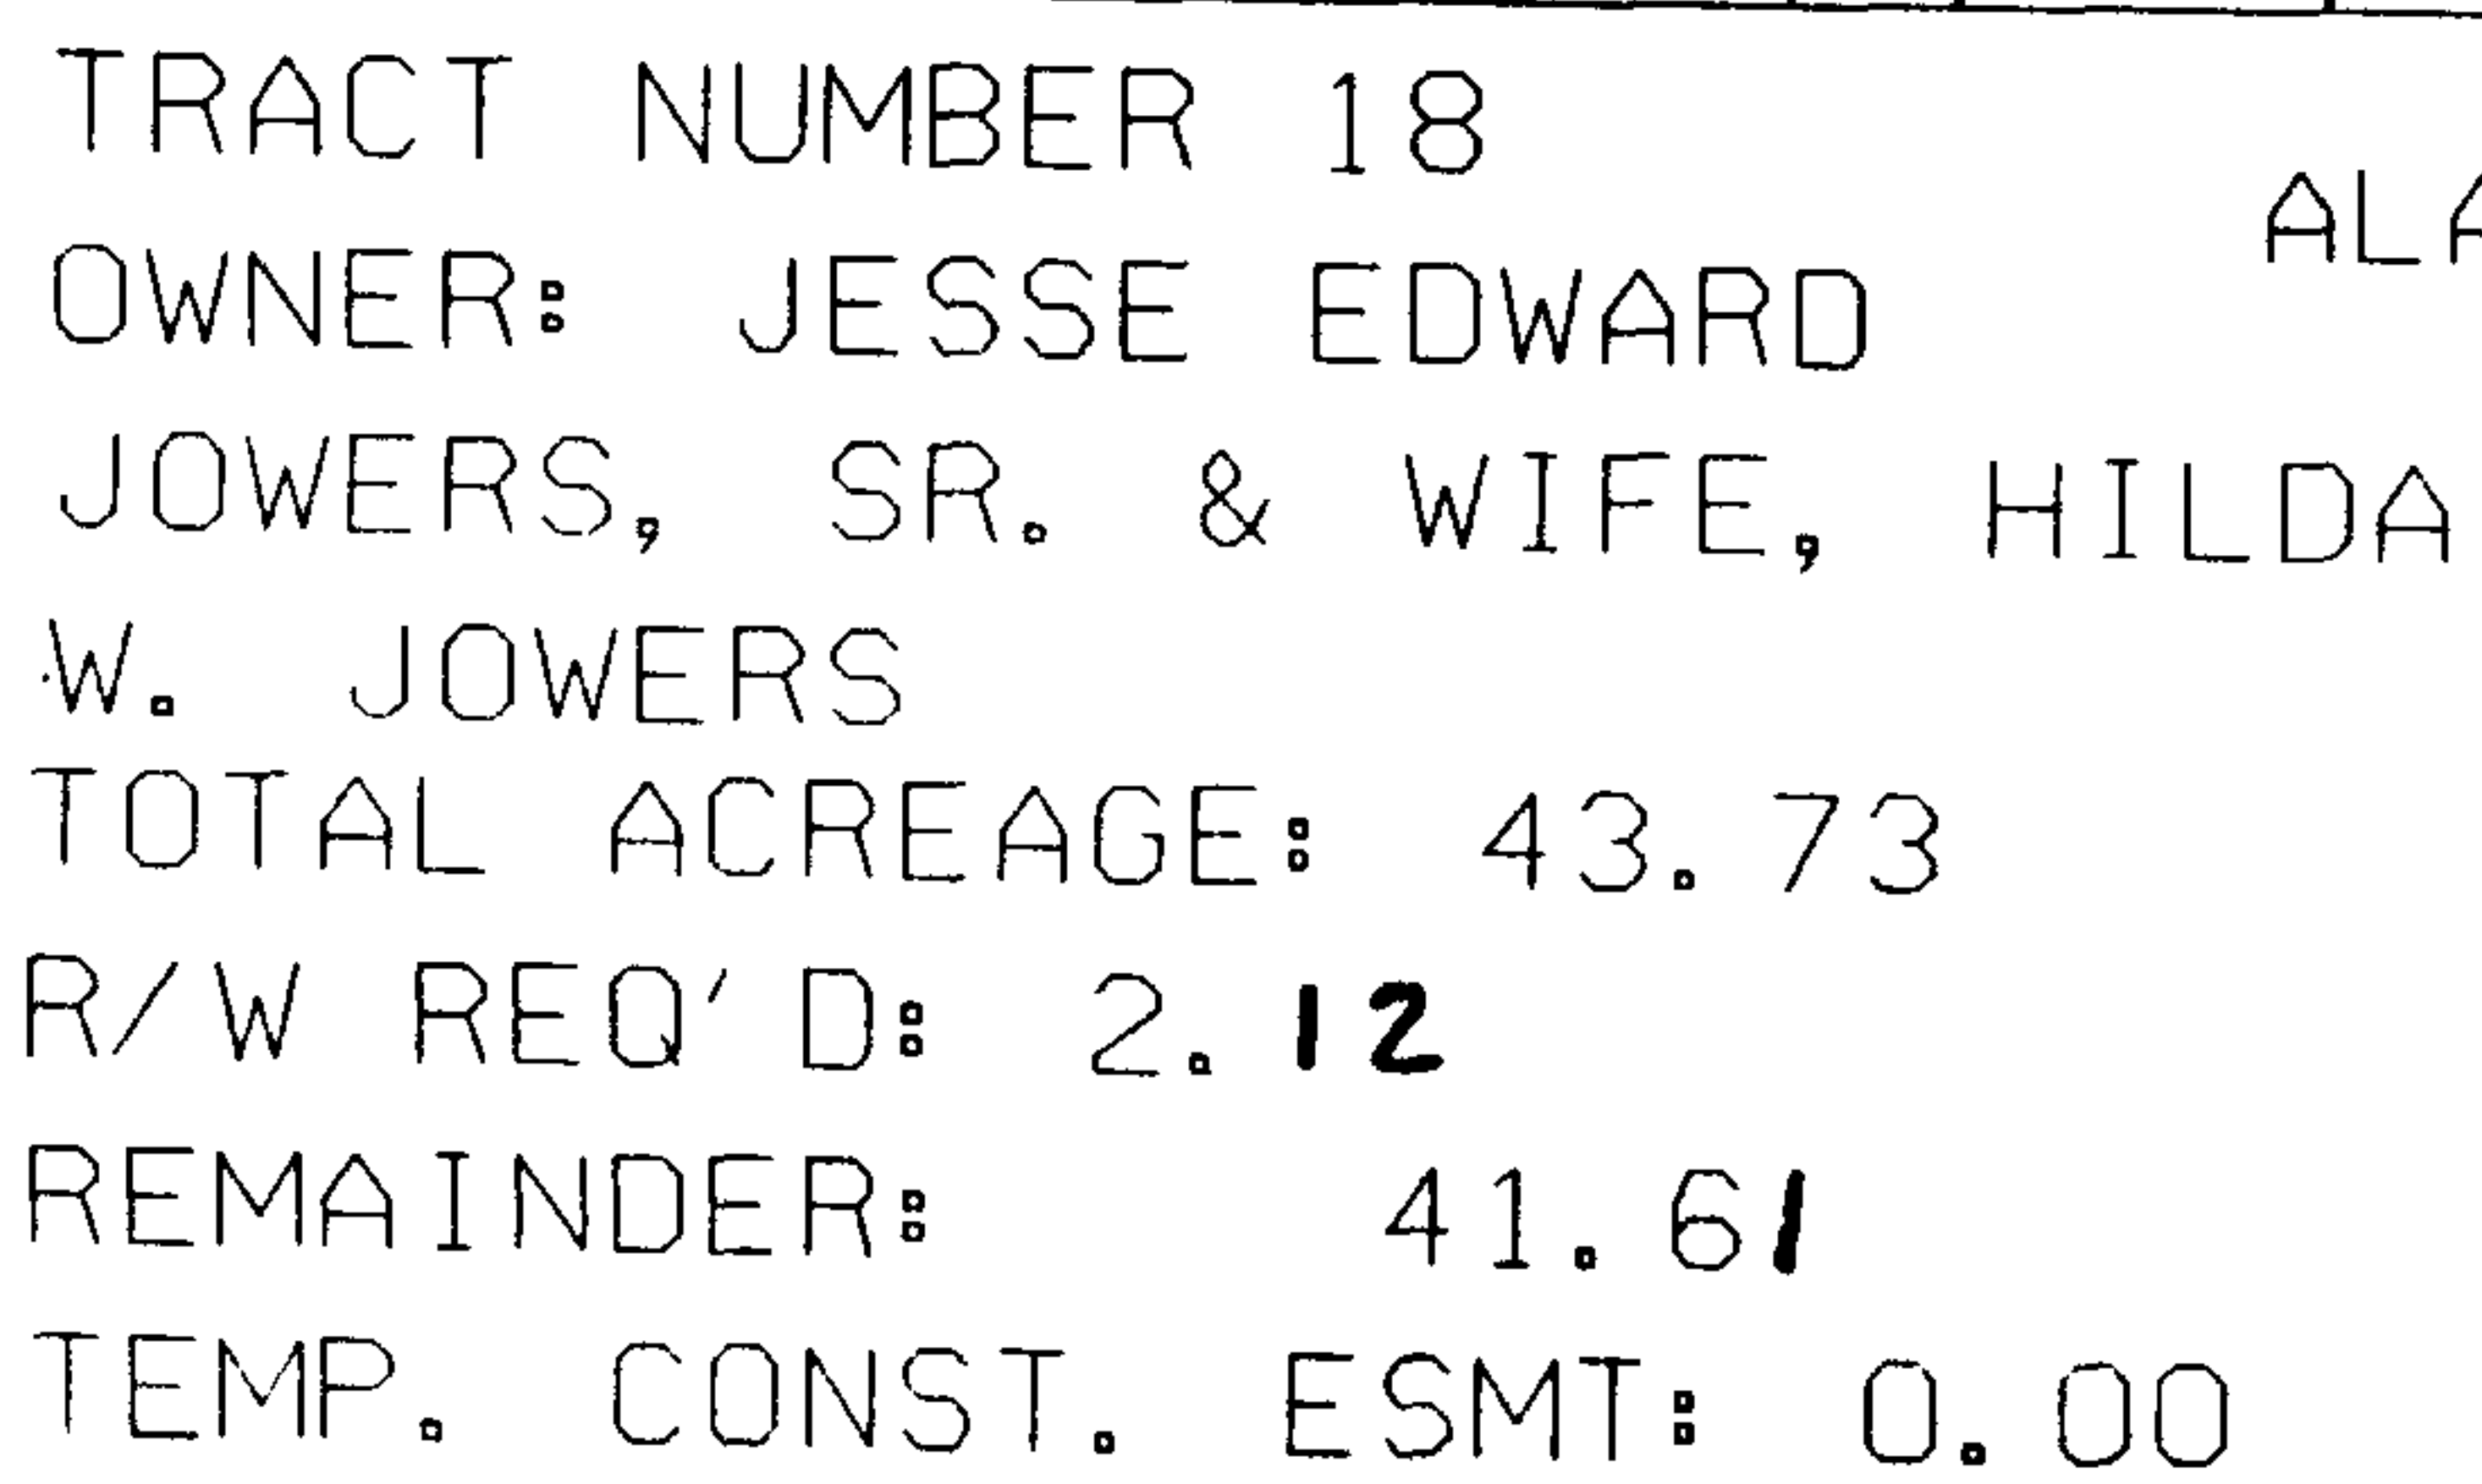 TRACT NUMBER 18
OWNER: JESSE EDWARD
JOWERS, SR. & WIFE, HILDA
W. JOWERS
TOTAL ACREAGE: 43.73
R/W REQ'D: 2.12
REMAINDER: 41.61
TEMP. CONST. ESMT: 0.00